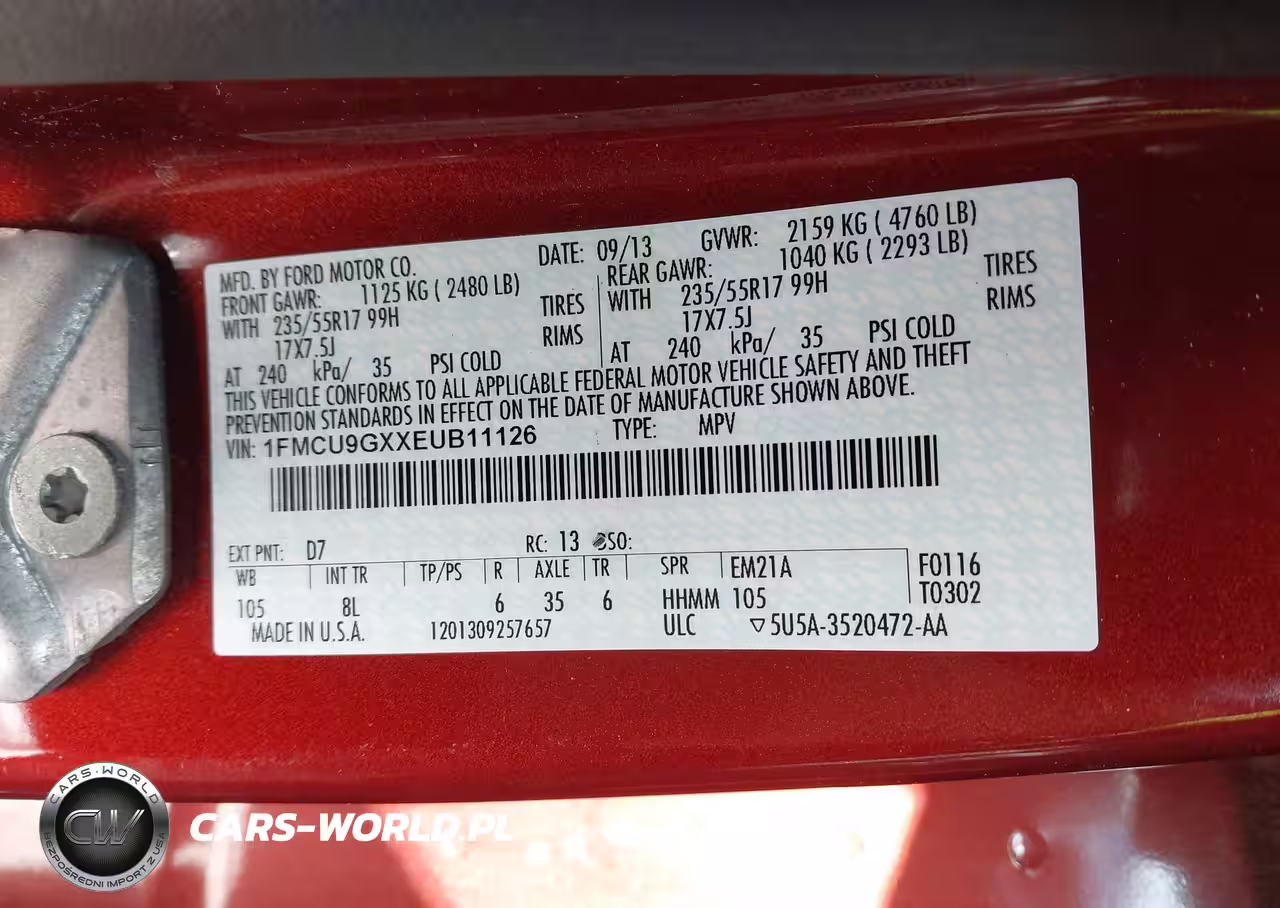 MFD. BY FORD MOTOR CO. DATE: 09/13 GVWR: 2159 KG ( 4760 LB)
FRONT GAWR: 1125 KG ( 2480 LB) REAR GAWR: 1040 KG ( 2293 LB)
WITH 235/55R17 99H TIRES WITH 235/55R17 99H TIRES
17X7.5J RIMS 17X7.5J RIMS
AT 240 kPa/ 35 PSI COLD AT 240 kPa/ 35 PSI COLD
THIS VEHICLE CONFORMS TO ALL APPLICABLE FEDERAL MOTOR VEHICLE SAFETY AND THEFT
PREVENTION STANDARDS IN EFFECT ON THE DATE OF MANUFACTURE SHOWN ABOVE.
VIN: 1FMCU9GXXEUB11126 TYPE: MPV
EXT PNT: D7 RC: 13 DSO:
WB INT TR TP/PS R AXLE TR SPR EM21A F0116
105 8L 6 35 6 HHMM 105 T0302
MADE IN U.S.A. 1201309257657 ULC ▽5U5A-3520472-AA
CARS-WORLD
CW
BEZPOŚREDNI IMPORT Z USA
CARS-WORLD.PL